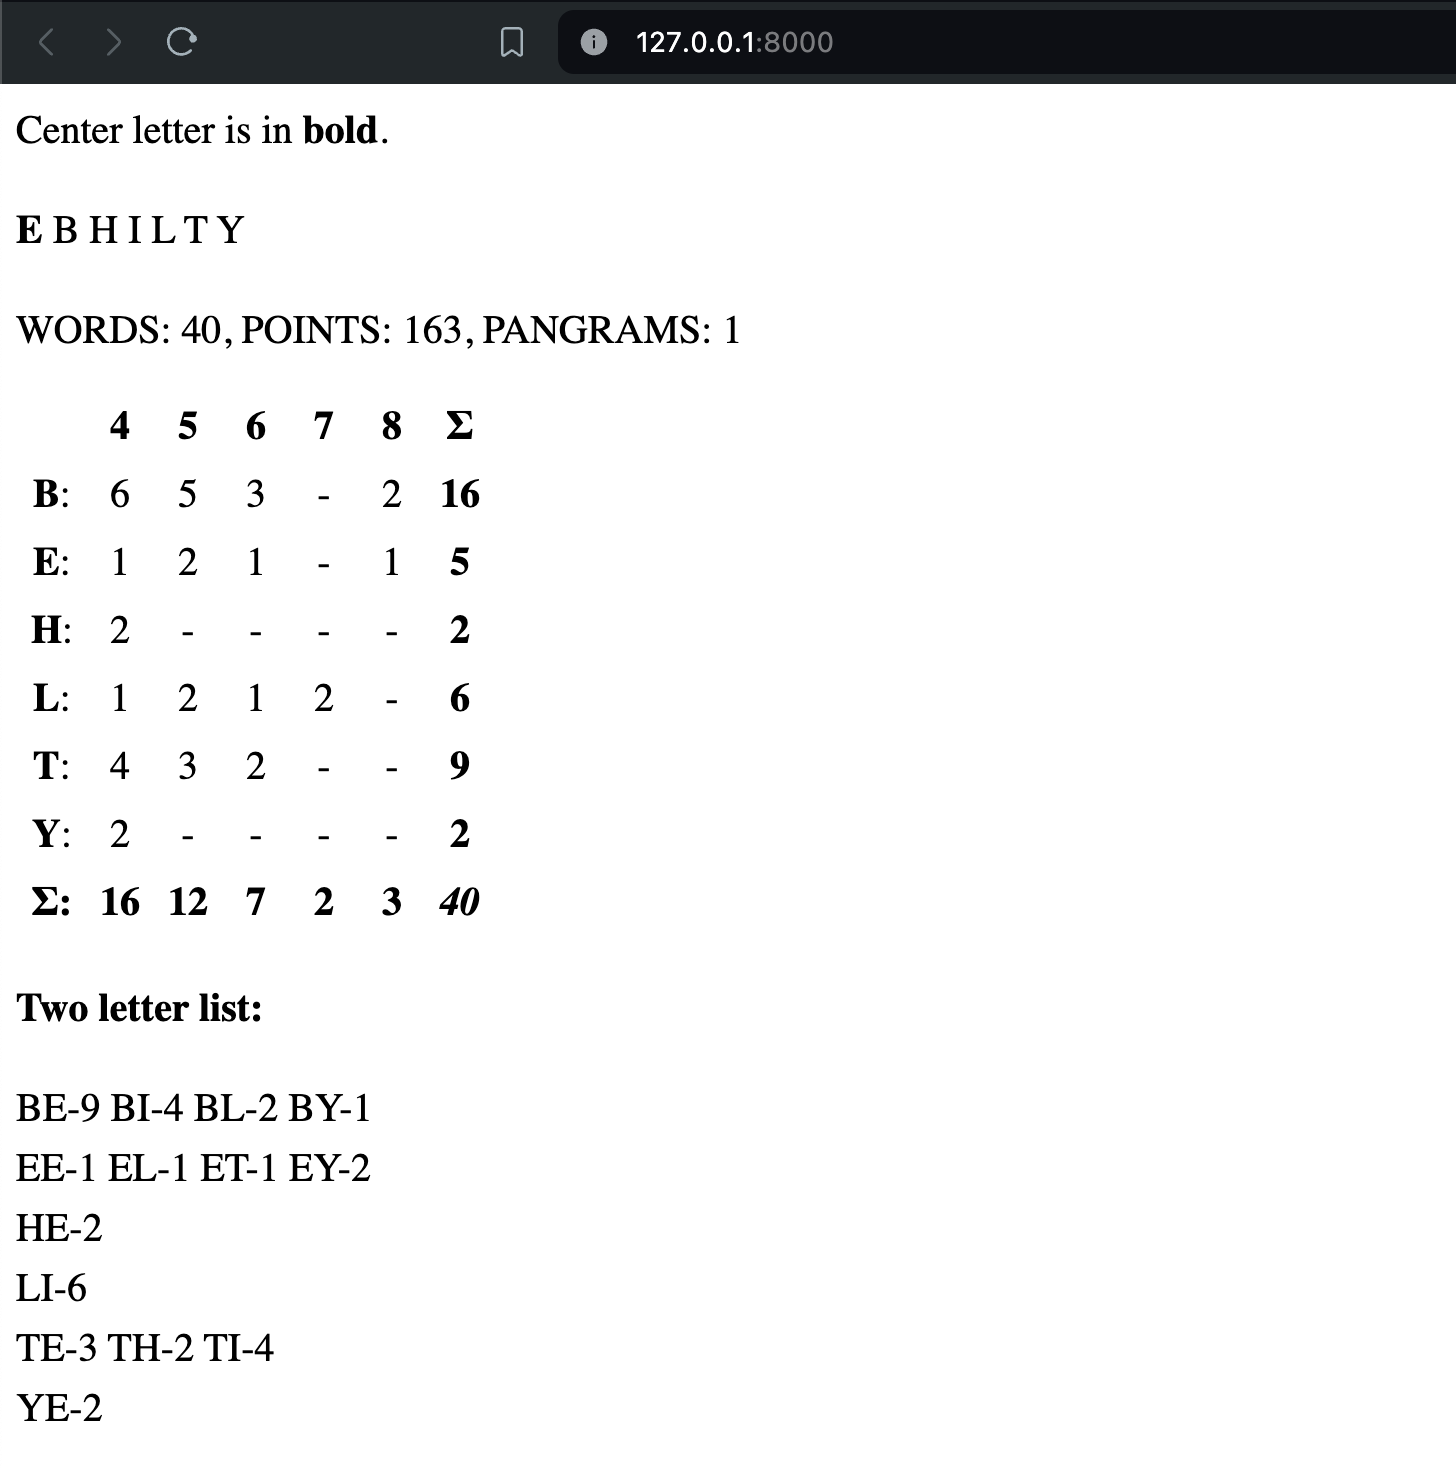 127.0.0.1:8000
Center letter is in bold.
E B H I L T Y
WORDS: 40, POINTS: 163, PANGRAMS: 1
4 5 6 7 8 Σ
B: 6 5 3 - 2 16
E: 1 2 1 - 1 5
H: 2 - - - - 2
L: 1 2 1 2 - 6
T: 4 3 2 - - 9
Y: 2 - - - - 2
Σ: 16 12 7 2 3 40
Two letter list:
BE-9 BI-4 BL-2 BY-1
EE-1 EL-1 ET-1 EY-2
HE-2
LI-6
TE-3 TH-2 TI-4
YE-2